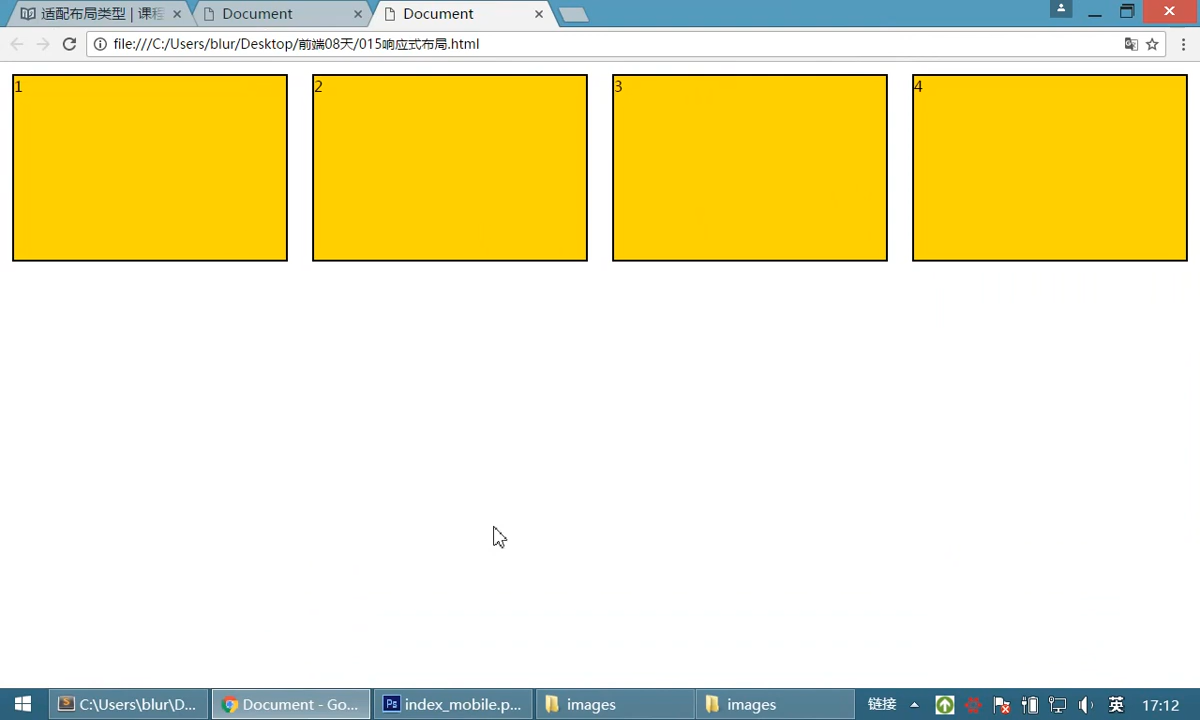 适配布局类型 | 课程
Document
Document
file:///C:/Users/blur/Desktop/前端08天/015响应式布局.html
1
2
3
4
C:\Users\blur\D...
Document - Go...
index_mobile.p...
images
images
链接
英
17:12